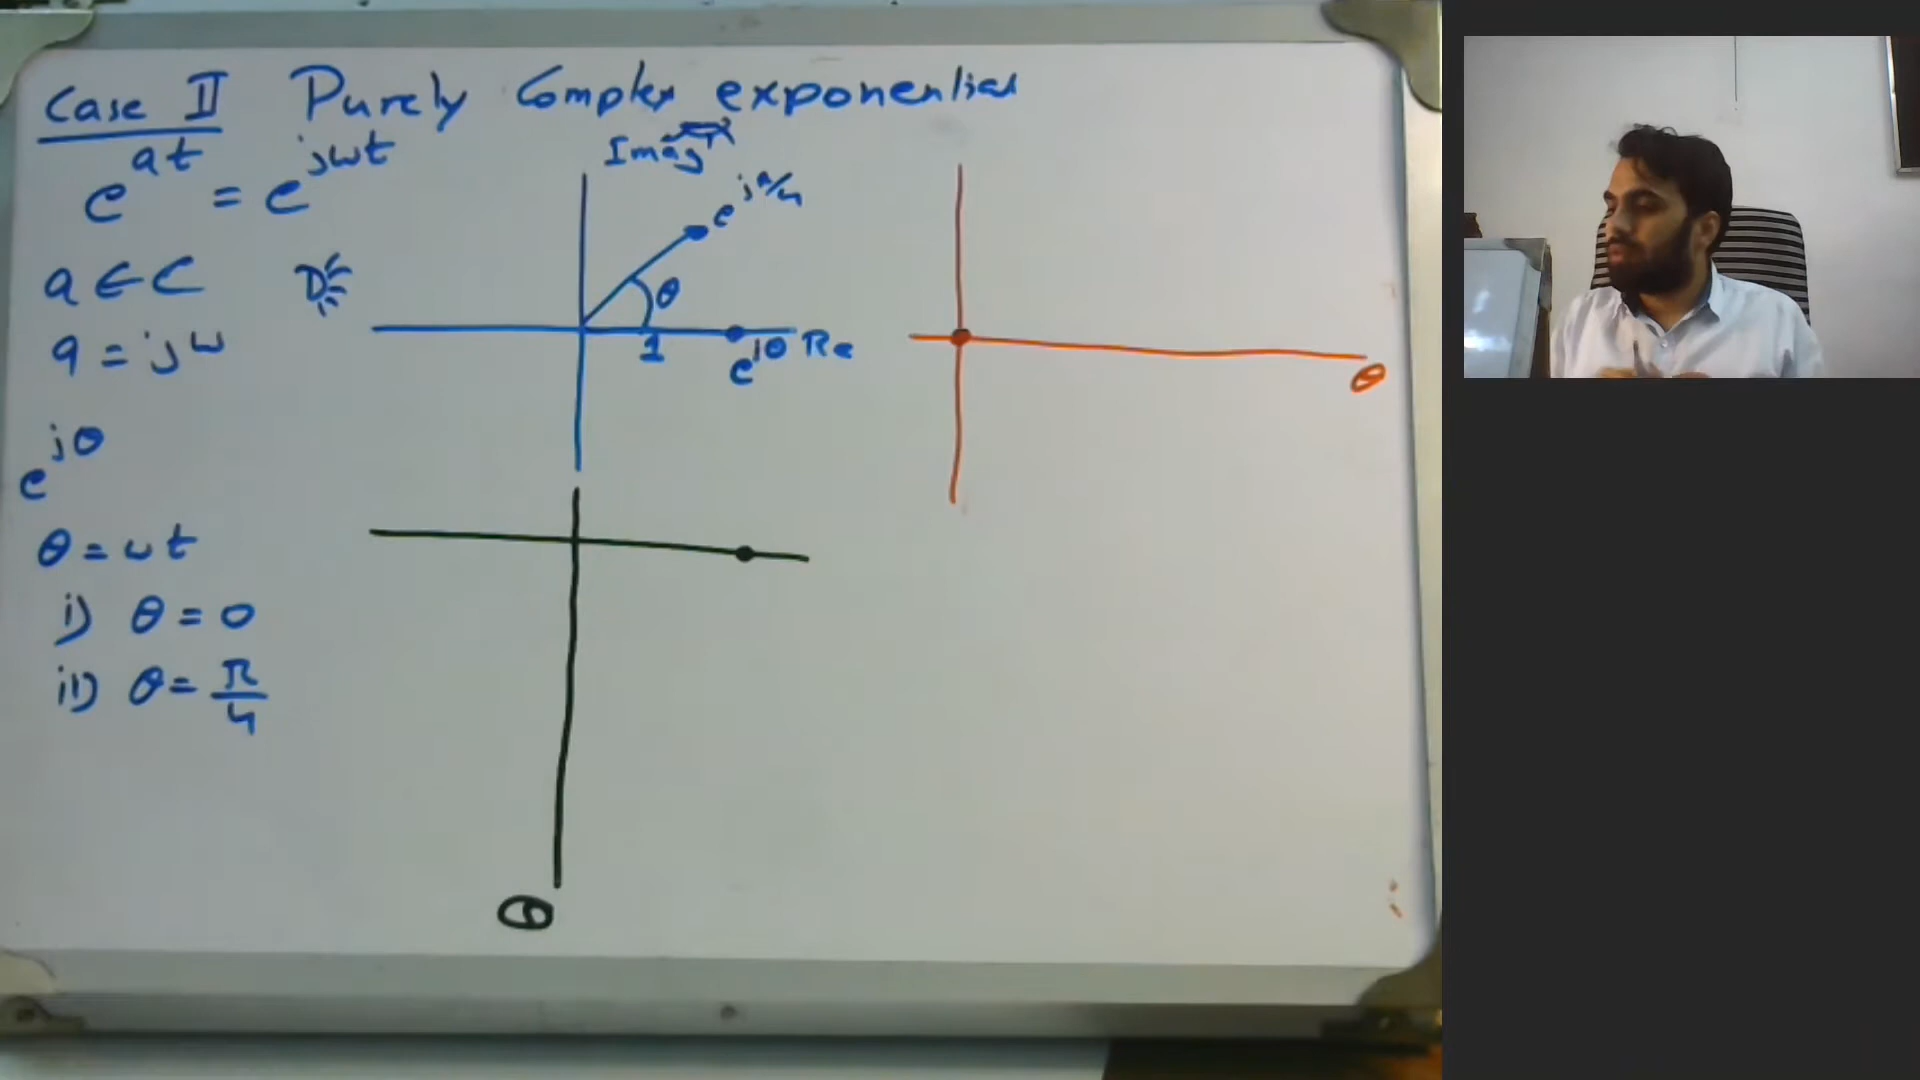 Case II Purely Complex exponential
e^{at} = e^{jωt}
a ∈ C
a = jω
e^{jθ}
θ = ωt
i) θ = 0
ii) θ = π/4
Imag
e^{jπ/4}
θ
1
e^{j0} Re
θ
θ